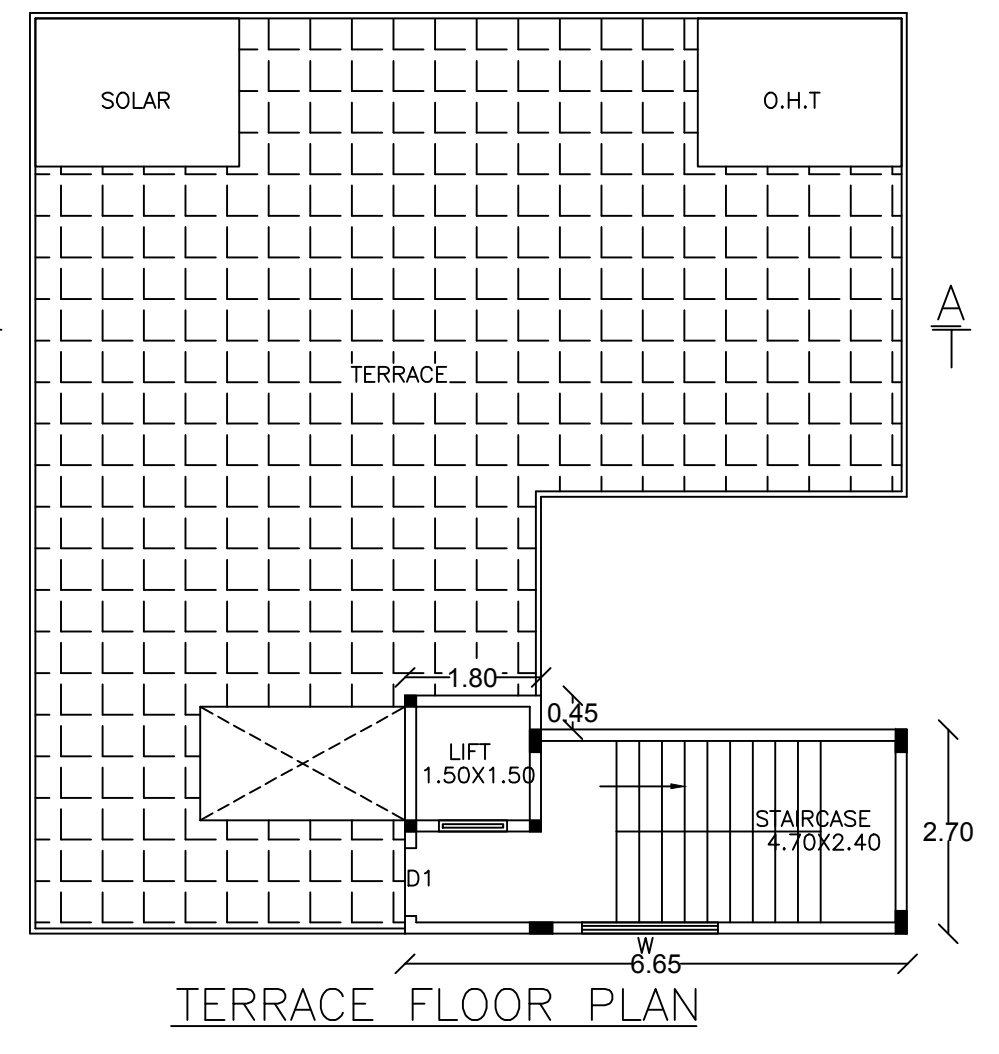 SOLAR
O.H.T
A
TERRACE
1.80
0.45
LIFT
1.50X1.50
STAIRCASE
4.70X2.40
2.70
D1
W
6.65
TERRACE FLOOR PLAN